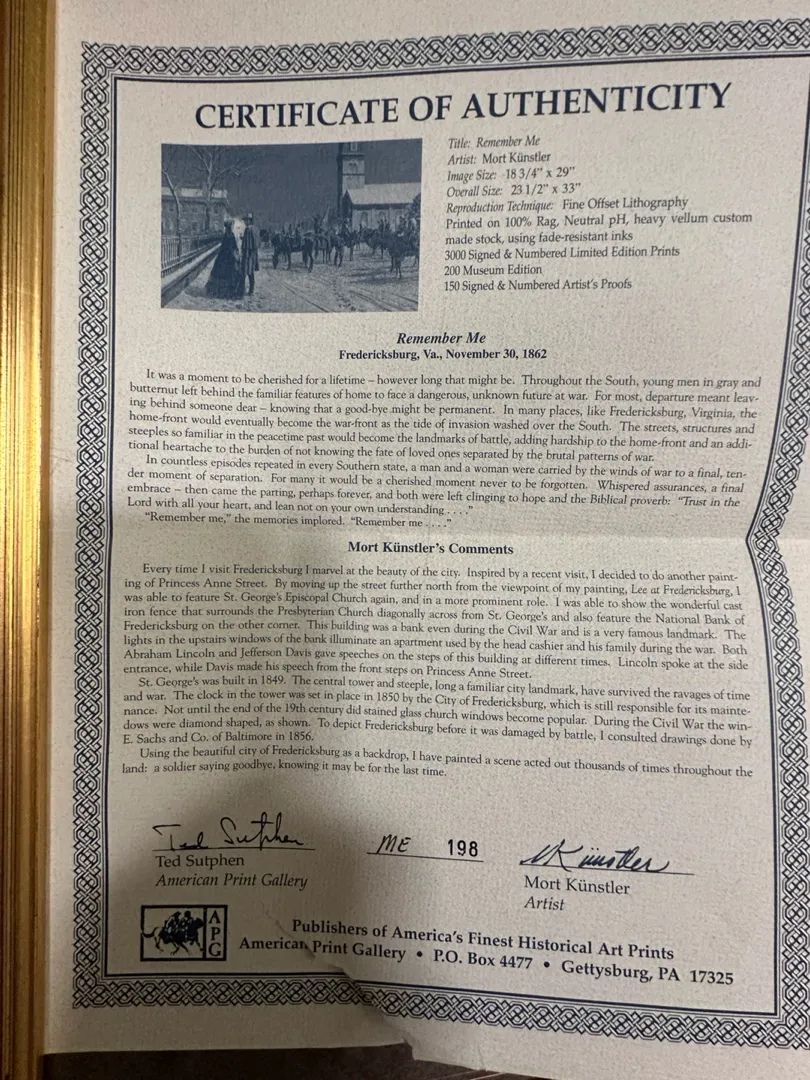 CERTIFICATE OF AUTHENTICITY
Title: Remember Me
Artist: Mort Künstler
Image Size: 18 3/4" x 29"
Overall Size: 23 1/2" x 33"
Reproduction Technique: Fine Offset Lithography
Printed on 100% Rag, Neutral pH, heavy vellum custom
made stock, using fade-resistant inks
3000 Signed & Numbered Limited Edition Prints
200 Museum Edition
150 Signed & Numbered Artist's Proofs
Remember Me
Fredericksburg, Va., November 30, 1862
It was a moment to be cherished for a lifetime – however long that might be. Throughout the South, young men in gray and
butternut left behind the familiar features of home to face a dangerous, unknown future at war. For most, departure meant leav-
ing behind someone dear – knowing that a good-bye might be permanent. In many places, like Fredericksburg, Virginia, the
home-front would eventually become the war-front as the tide of invasion washed over the South. The streets, structures and
steeples so familiar in the peacetime past would become the landmarks of battle, adding hardship to the home-front and an addi-
tional heartache to the burden of not knowing the fate of loved ones separated by the brutal patterns of war.
In countless episodes repeated in every Southern state, a man and a woman were carried by the winds of war to a final, ten-
der moment of separation. For many it would be a cherished moment never to be forgotten. Whispered assurances, a final
embrace – then came the parting, perhaps forever, and both were left clinging to hope and the Biblical proverb: "Trust in the
Lord with all your heart, and lean not on your own understanding . . . ."
"Remember me," the memories implored. "Remember me . . . ."
Mort Künstler's Comments
Every time I visit Fredericksburg I marvel at the beauty of the city. Inspired by a recent visit, I decided to do another paint-
ing of Princess Anne Street. By moving up the street further north from the viewpoint of my painting, Lee at Fredericksburg, I
was able to feature St. George's Episcopal Church again, and in a more prominent role. I was able to show the wonderful cast
iron fence that surrounds the Presbyterian Church diagonally across from St. George's and also feature the National Bank of
Fredericksburg on the other corner. This building was a bank even during the Civil War and is a very famous landmark. The
lights in the upstairs windows of the bank illuminate an apartment used by the head cashier and his family during the war. Both
Abraham Lincoln and Jefferson Davis gave speeches on the steps of this building at different times. Lincoln spoke at the side
entrance, while Davis made his speech from the front steps on Princess Anne Street.
St. George's was built in 1849. The central tower and steeple, long a familiar city landmark, have survived the ravages of time
and war. The clock in the tower was set in place in 1850 by the City of Fredericksburg, which is still responsible for its mainte-
nance. Not until the end of the 19th century did stained glass church windows become popular. During the Civil War the win-
dows were diamond shaped, as shown. To depict Fredericksburg before it was damaged by battle, I consulted drawings done by
E. Sachs and Co. of Baltimore in 1856.
Using the beautiful city of Fredericksburg as a backdrop, I have painted a scene acted out thousands of times throughout the
land: a soldier saying goodbye, knowing it may be for the last time.
Ted Sutphen ME 198 M Künstler
Ted Sutphen
American Print Gallery
Mort Künstler
Artist
APG
Publishers of America's Finest Historical Art Prints
American Print Gallery • P.O. Box 4477 • Gettysburg, PA 17325